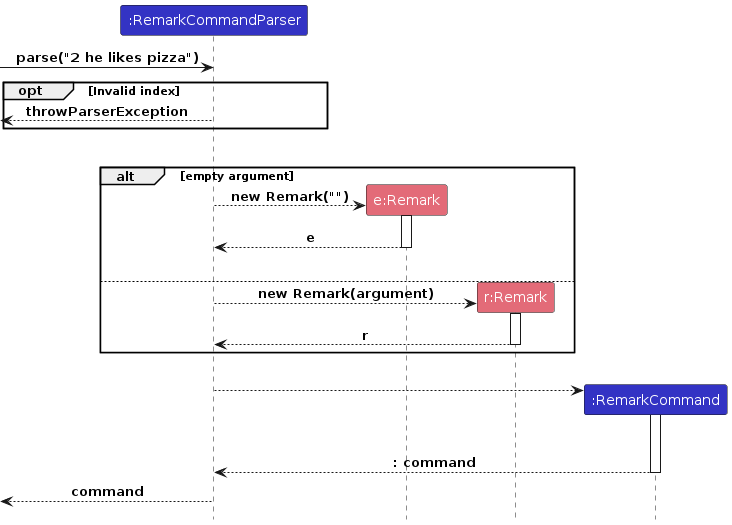 :RemarkCommandParser
parse("2 he likes pizza")
opt [Invalid index]
throwParserException
alt [empty argument]
new Remark("")
e:Remark
e
new Remark(argument)
r:Remark
r
:RemarkCommand
: command
command